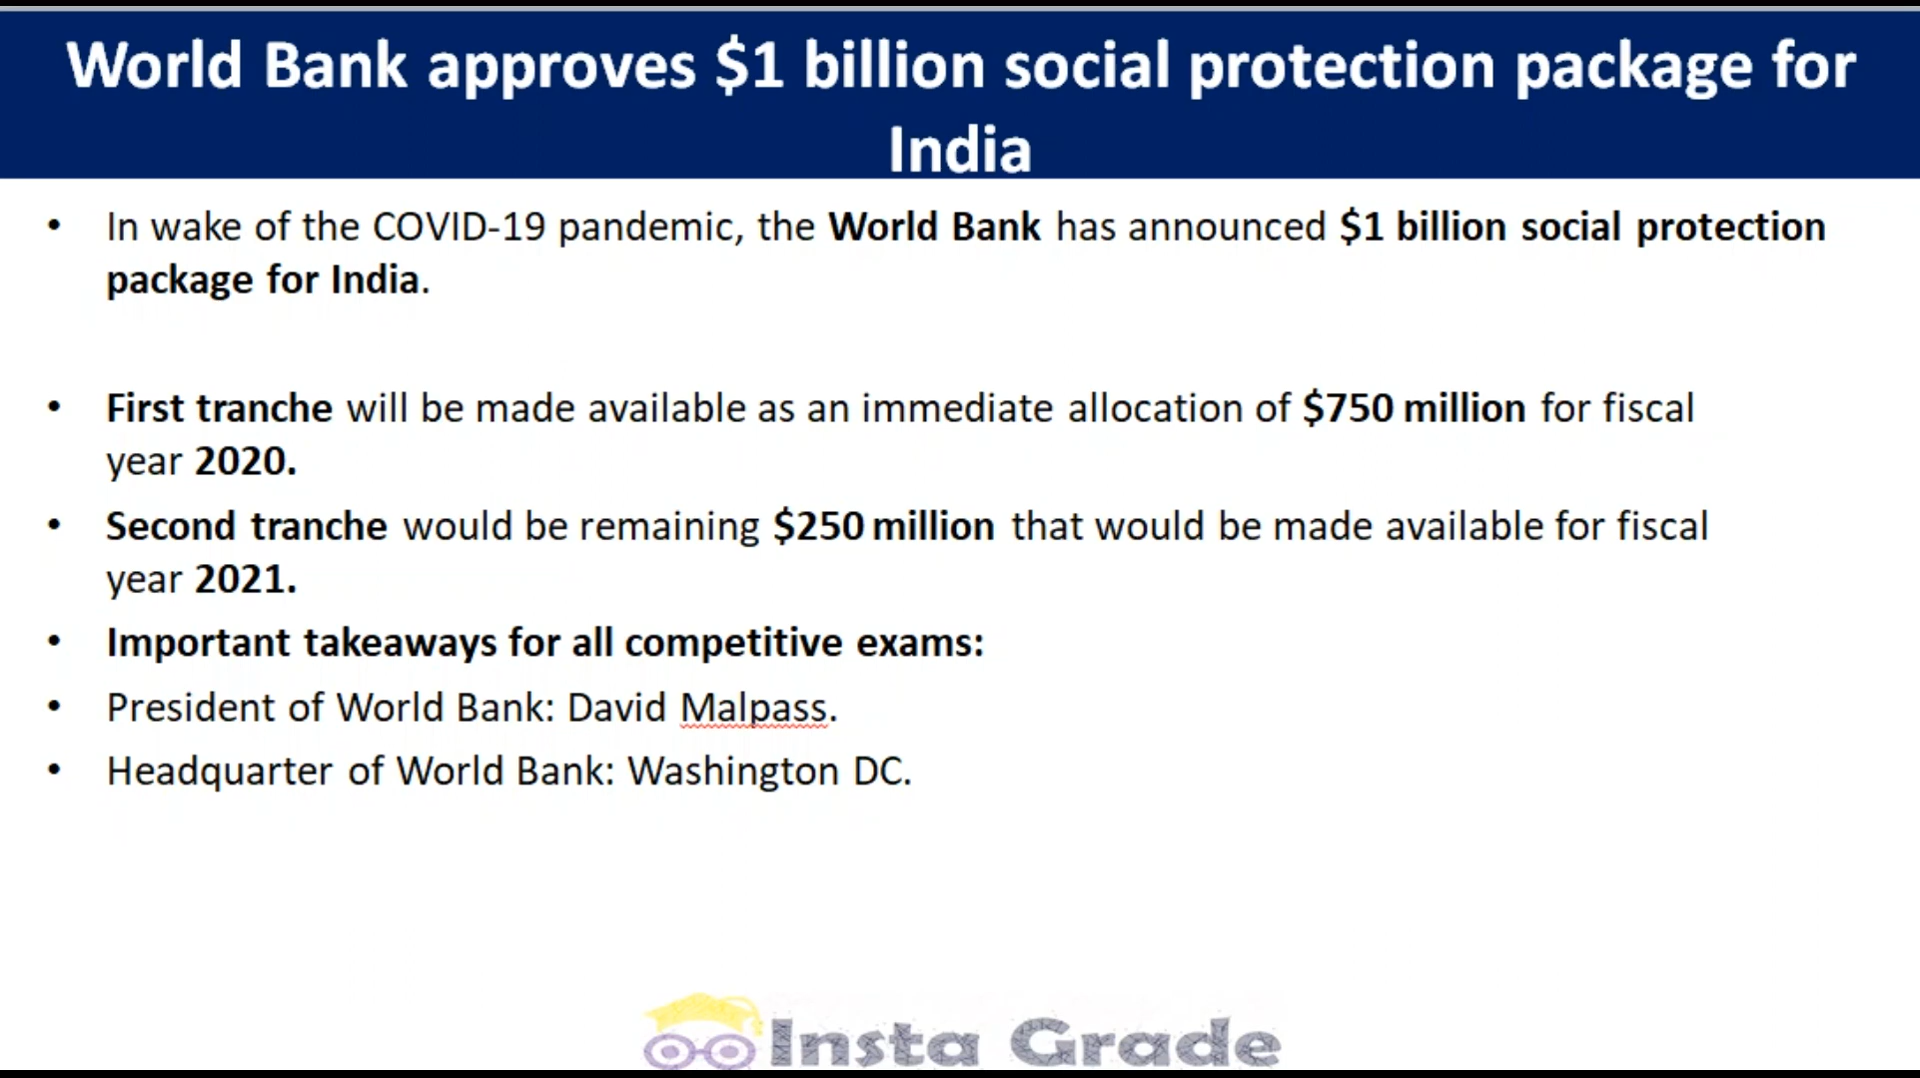 World Bank approves $1 billion social protection package for
India
• In wake of the COVID-19 pandemic, the World Bank has announced $1 billion social protection
package for India.
• First tranche will be made available as an immediate allocation of $750 million for fiscal
year 2020.
• Second tranche would be remaining $250 million that would be made available for fiscal
year 2021.
• Important takeaways for all competitive exams:
• President of World Bank: David Malpass.
• Headquarter of World Bank: Washington DC.
Insta Grade